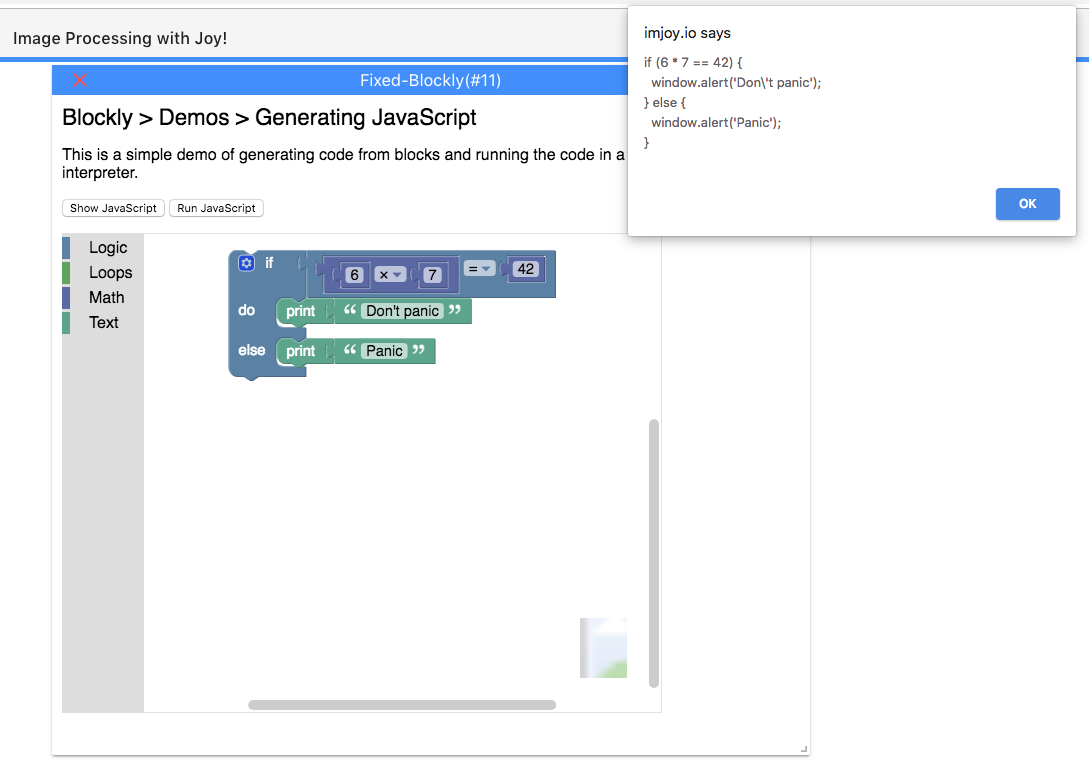 Image Processing with Joy!
Fixed-Blockly(#11)
Blockly > Demos > Generating JavaScript
This is a simple demo of generating code from blocks and running the code in a
interpreter.
Show JavaScript Run JavaScript
Logic
Loops
Math
Text
if 6 × 7 = 42
do print “ Don't panic ”
else print “ Panic ”
imjoy.io says
if (6 * 7 == 42) {
  window.alert('Don\'t panic');
} else {
  window.alert('Panic');
}
OK